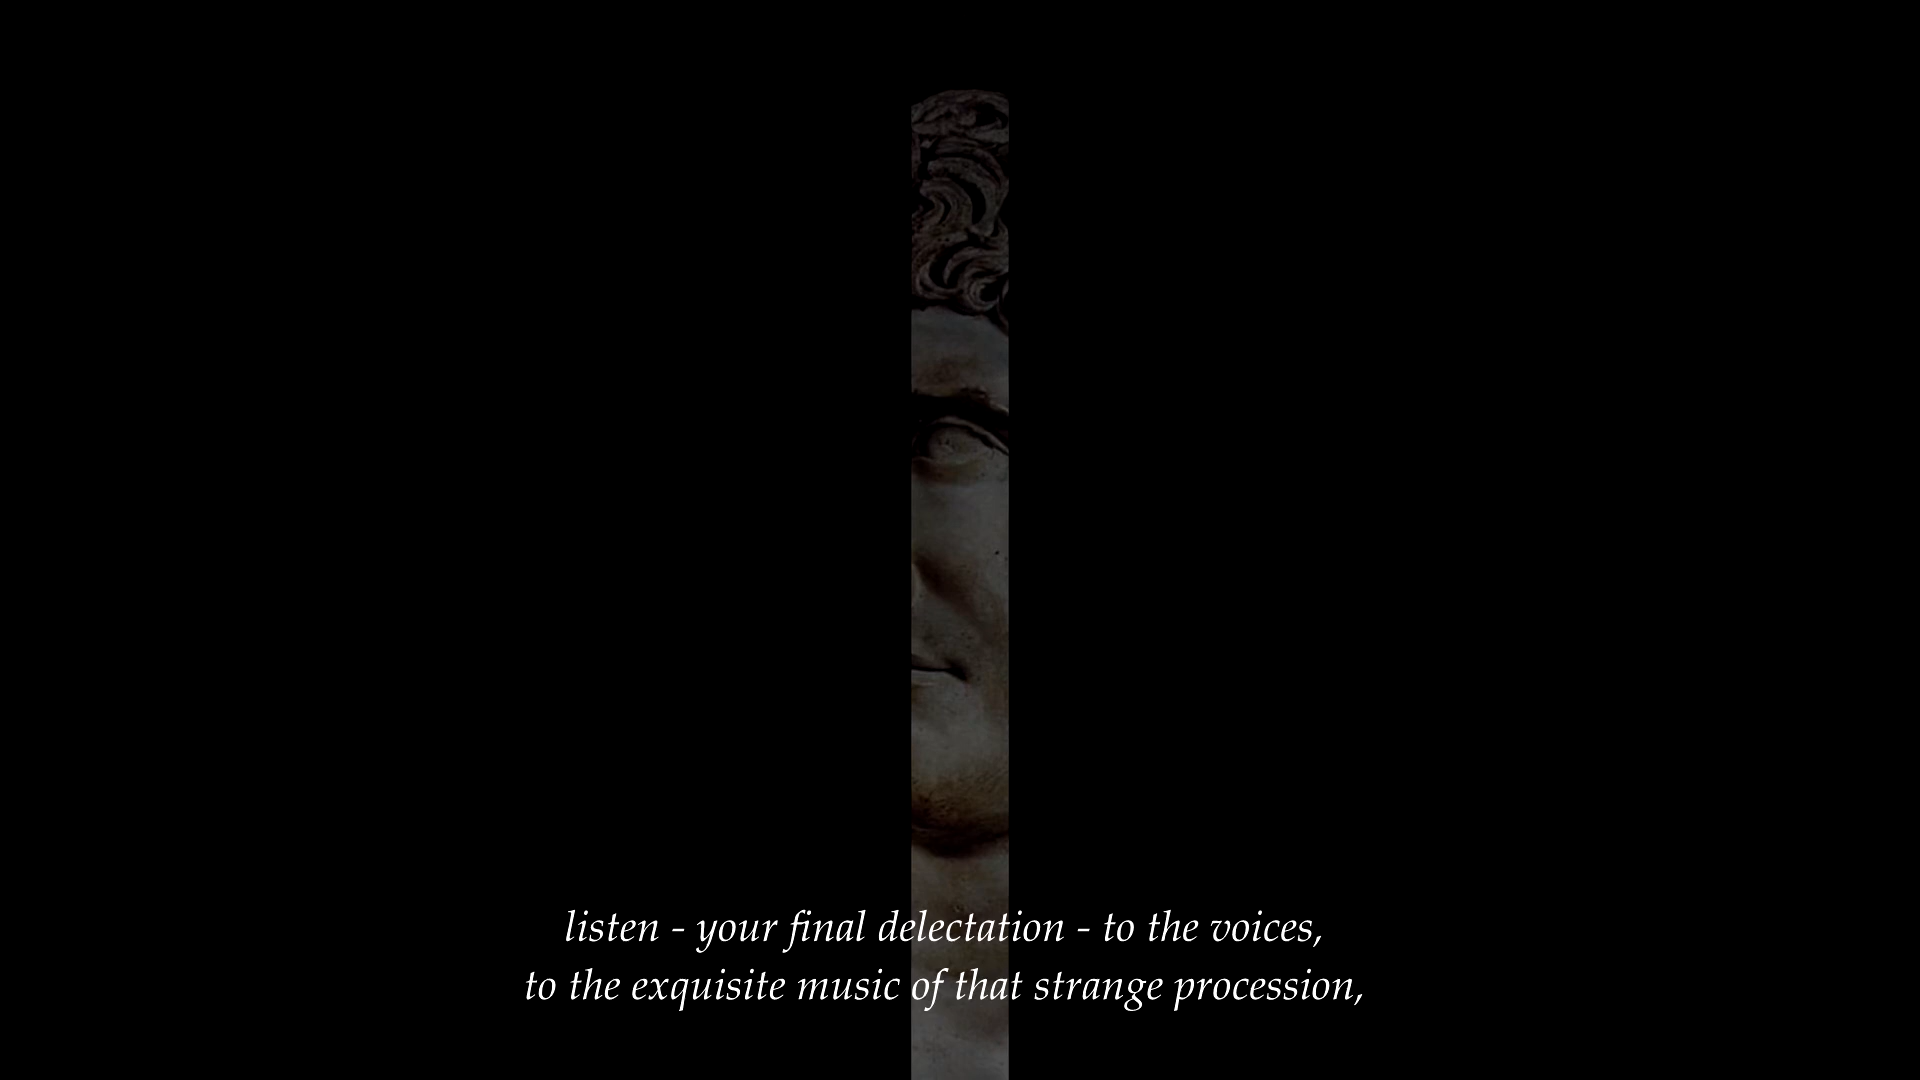 listen - your final delectation - to the voices,
to the exquisite music of that strange procession,